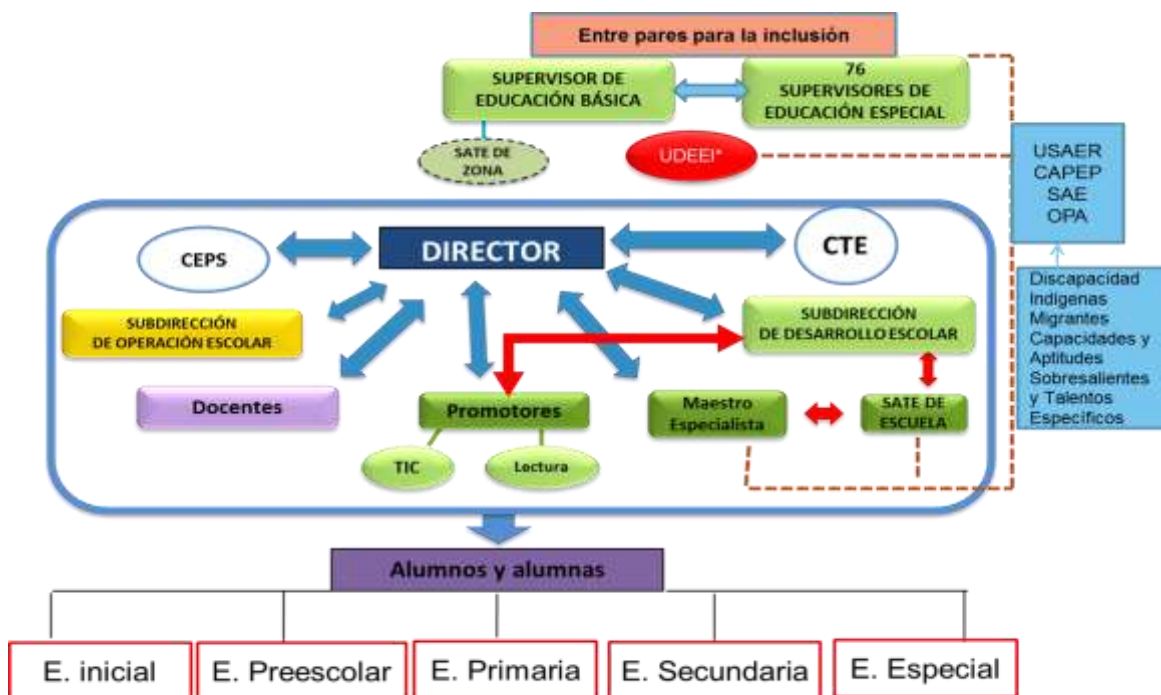 Entre pares para la inclusión
SUPERVISOR DE
EDUCACIÓN BÁSICA
76
SUPERVISORES DE
EDUCACIÓN ESPECIAL
SATE DE
ZONA
UDEEI*
USAER
CAPEP
SAE
OPA
CEPS
DIRECTOR
CTE
Discapacidad
Indígenas
Migrantes
Capacidades y
Aptitudes
Sobresalientes
y Talentos
Específicos
SUBDIRECCIÓN
DE OPERACIÓN ESCOLAR
SUBDIRECCIÓN
DE DESARROLLO ESCOLAR
Docentes
Promotores
Maestro
Especialista
SATE DE
ESCUELA
TIC
Lectura
Alumnos y alumnas
E. inicial
E. Preescolar
E. Primaria
E. Secundaria
E. Especial